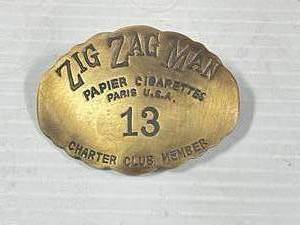 ZIG ZAG MAN
PAPIER CIGARETTES
PARIS U.S.A.
13
CHARTER CLUB MEMBER